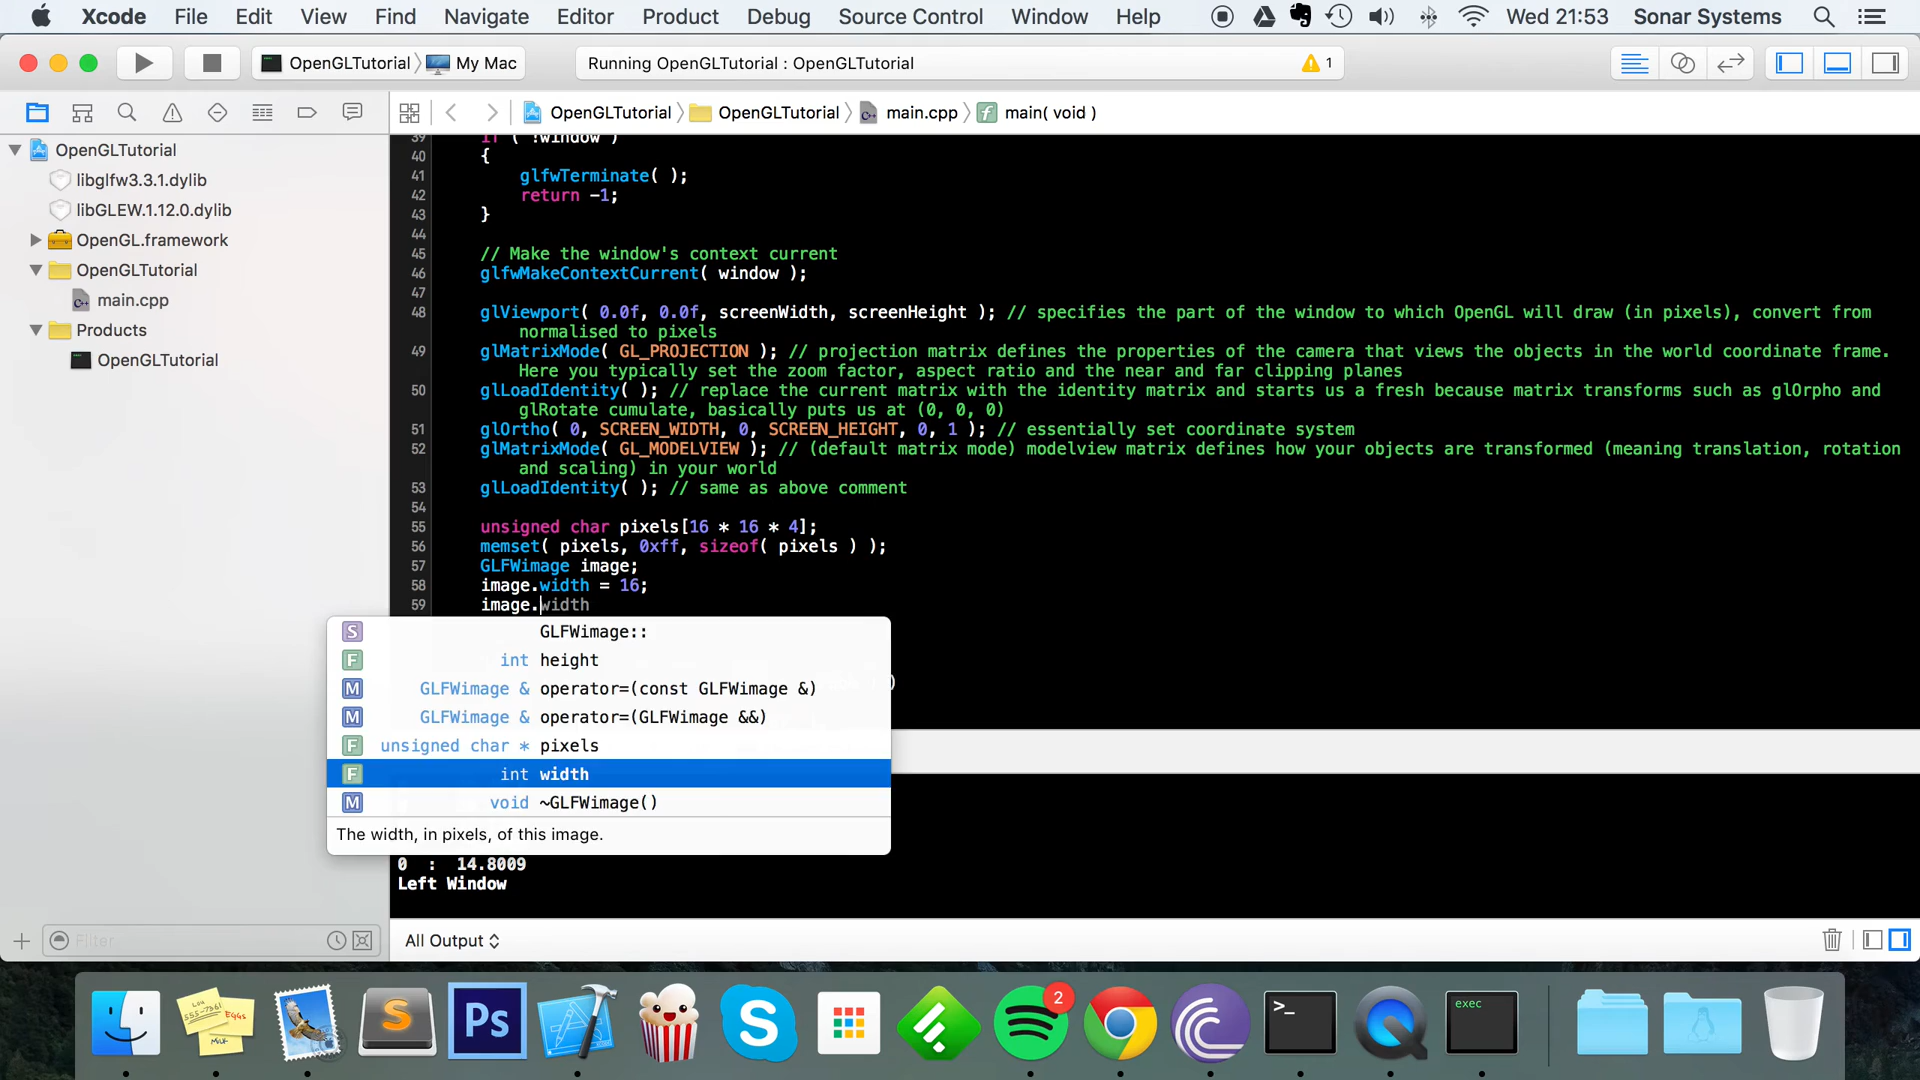 Xcode File Edit View Find Navigate Editor Product Debug Source Control Window Help Wed 21:53 Sonar Systems
OpenGLTutorial My Mac Running OpenGLTutorial : OpenGLTutorial 1
OpenGLTutorial OpenGLTutorial main.cpp main( void )
OpenGLTutorial
libglfw3.3.1.dylib
libGLEW.1.12.0.dylib
OpenGL.framework
OpenGLTutorial
main.cpp
Products
OpenGLTutorial
Filter
39 if ( !window )
40 {
41 glfwTerminate( );
42 return -1;
43 }
44
45 // Make the window's context current
46 glfwMakeContextCurrent( window );
47
48 glViewport( 0.0f, 0.0f, screenWidth, screenHeight ); // specifies the part of the window to which OpenGL will draw (in pixels), convert from
normalised to pixels
49 glMatrixMode( GL_PROJECTION ); // projection matrix defines the properties of the camera that views the objects in the world coordinate frame.
Here you typically set the zoom factor, aspect ratio and the near and far clipping planes
50 glLoadIdentity( ); // replace the current matrix with the identity matrix and starts us a fresh because matrix transforms such as glOrpho and
glRotate cumulate, basically puts us at (0, 0, 0)
51 glOrtho( 0, SCREEN_WIDTH, 0, SCREEN_HEIGHT, 0, 1 ); // essentially set coordinate system
52 glMatrixMode( GL_MODELVIEW ); // (default matrix mode) modelview matrix defines how your objects are transformed (meaning translation, rotation
and scaling) in your world
53 glLoadIdentity( ); // same as above comment
54
55 unsigned char pixels[16 * 16 * 4];
56 memset( pixels, 0xff, sizeof( pixels ) );
57 GLFWimage image;
58 image.width = 16;
59 image.width
S GLFWimage::
F int height
M GLFWimage & operator=(const GLFWimage &)
M GLFWimage & operator=(GLFWimage &&)
F unsigned char * pixels
F int width
M void ~GLFWimage()
The width, in pixels, of this image.
0 : 14.8009
Left Window
All Output
Ps
S
2
>_
exec